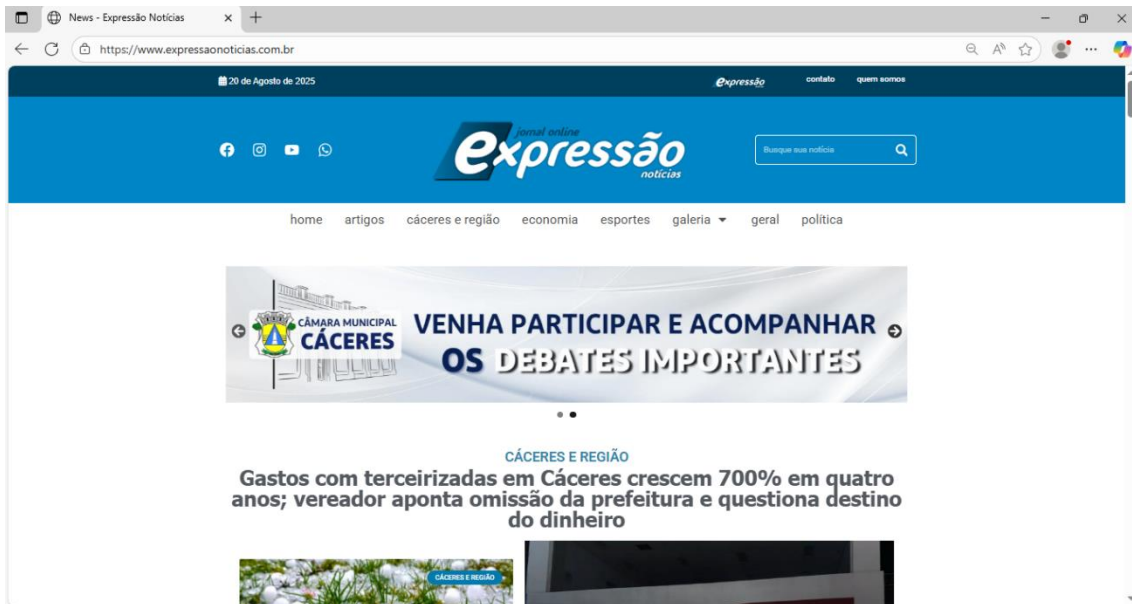 News - Expressão Notícias
https://www.expressaonoticias.com.br
20 de Agosto de 2025
expressão
contato
quem somos
jornal online
expressão
notícias
Busque sua notícia
home artigos cáceres e região economia esportes galeria geral política
CÂMARA MUNICIPAL
CÁCERES
VENHA PARTICIPAR E ACOMPANHAR
OS DEBATES IMPORTANTES
CÁCERES E REGIÃO
Gastos com terceirizadas em Cáceres crescem 700% em quatro
anos; vereador aponta omissão da prefeitura e questiona destino
do dinheiro
CÁCERES E REGIÃO